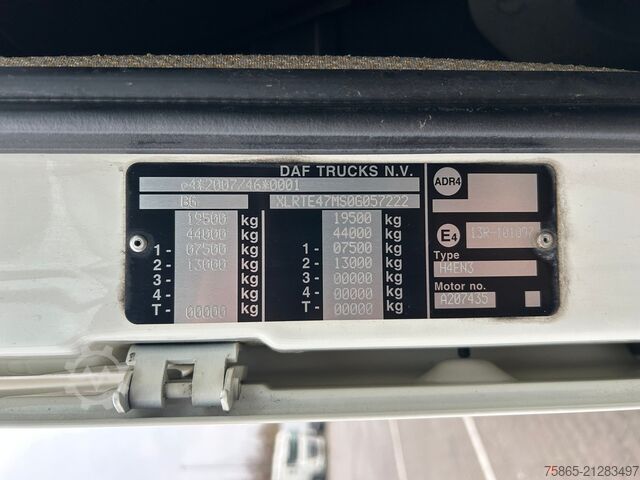 DAF TRUCKS N.V.
e4*2007/46*0001
BG XLRTE47MS0G057222
19500 kg 19500 kg
44000 kg 44000 kg
1- 07500 kg 1- 07500 kg
2- 13000 kg 2- 13000 kg
3- kg 3- 00000 kg
4- kg 4- 00000 kg
T- 00000 kg T- 00000 kg
ADR4
E4 13R-101097
Type
H4EN3
Motor no.
A207435
75865-21283497